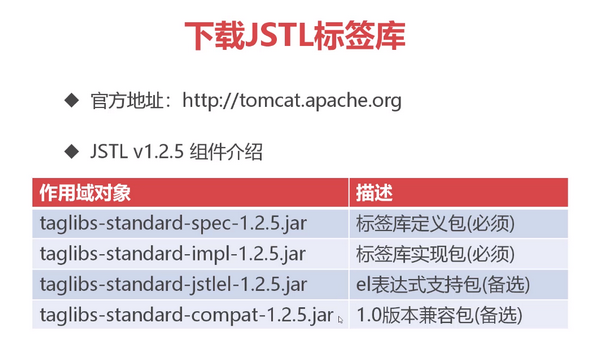 下载JSTL标签库
◆ 官方地址：http://tomcat.apache.org
◆ JSTL v1.2.5 组件介绍
作用域对象 描述
taglibs-standard-spec-1.2.5.jar 标签库定义包(必须)
taglibs-standard-impl-1.2.5.jar 标签库实现包(必须)
taglibs-standard-jstlel-1.2.5.jar el表达式支持包(备选)
taglibs-standard-compat-1.2.5.jar 1.0版本兼容包(备选)